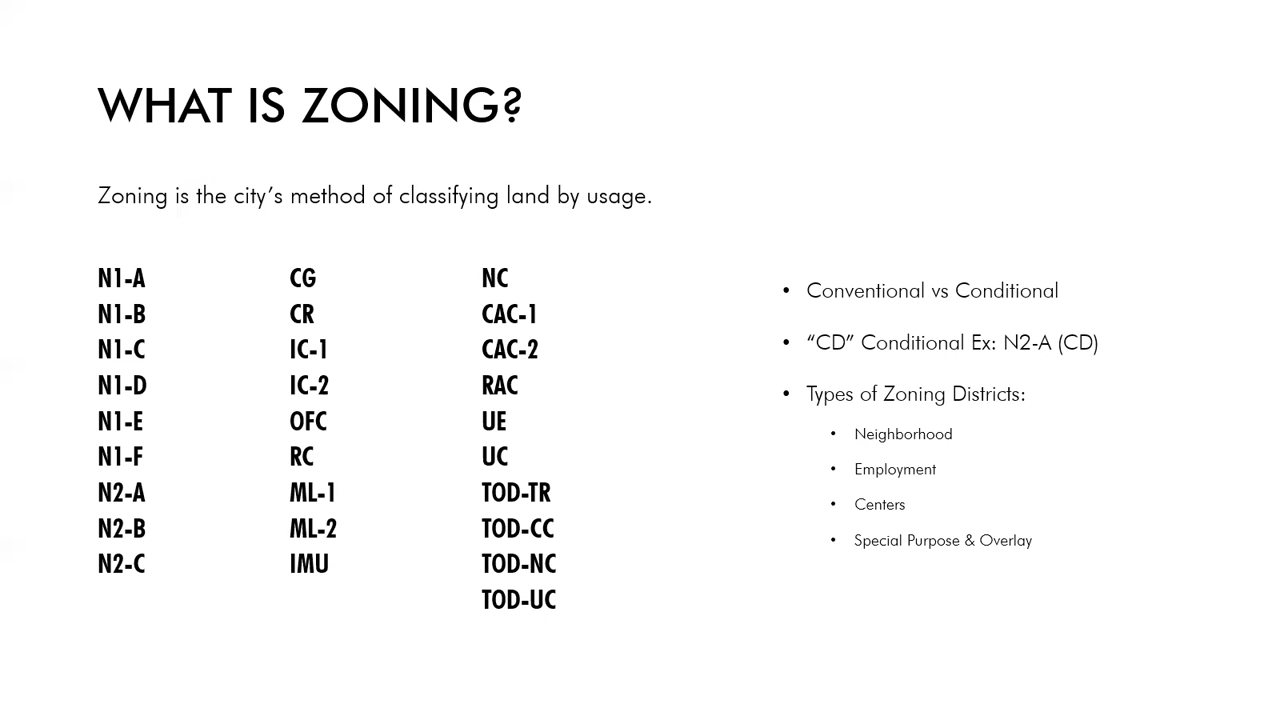 WHAT IS ZONING?
Zoning is the city’s method of classifying land by usage.
N1-A
N1-B
N1-C
N1-D
N1-E
N1-F
N2-A
N2-B
N2-C
CG
CR
IC-1
IC-2
OFC
RC
ML-1
ML-2
IMU
NC
CAC-1
CAC-2
RAC
UE
UC
TOD-TR
TOD-CC
TOD-NC
TOD-UC
• Conventional vs Conditional
• “CD” Conditional Ex: N2-A (CD)
• Types of Zoning Districts:
• Neighborhood
• Employment
• Centers
• Special Purpose & Overlay